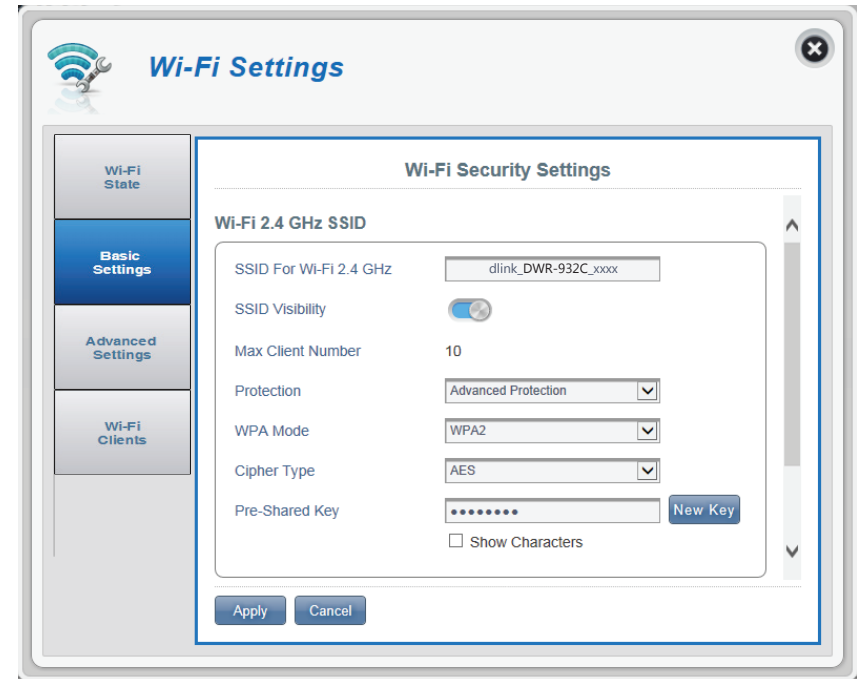 Wi-Fi Settings
Wi-Fi
State
Basic
Settings
Advanced
Settings
Wi-Fi
Clients
Wi-Fi Security Settings
Wi-Fi 2.4 GHz SSID
SSID For Wi-Fi 2.4 GHz dlink_DWR-932C_xxxx
SSID Visibility
Max Client Number 10
Protection Advanced Protection
WPA Mode WPA2
Cipher Type AES
Pre-Shared Key •••••••• New Key
Show Characters
Apply Cancel